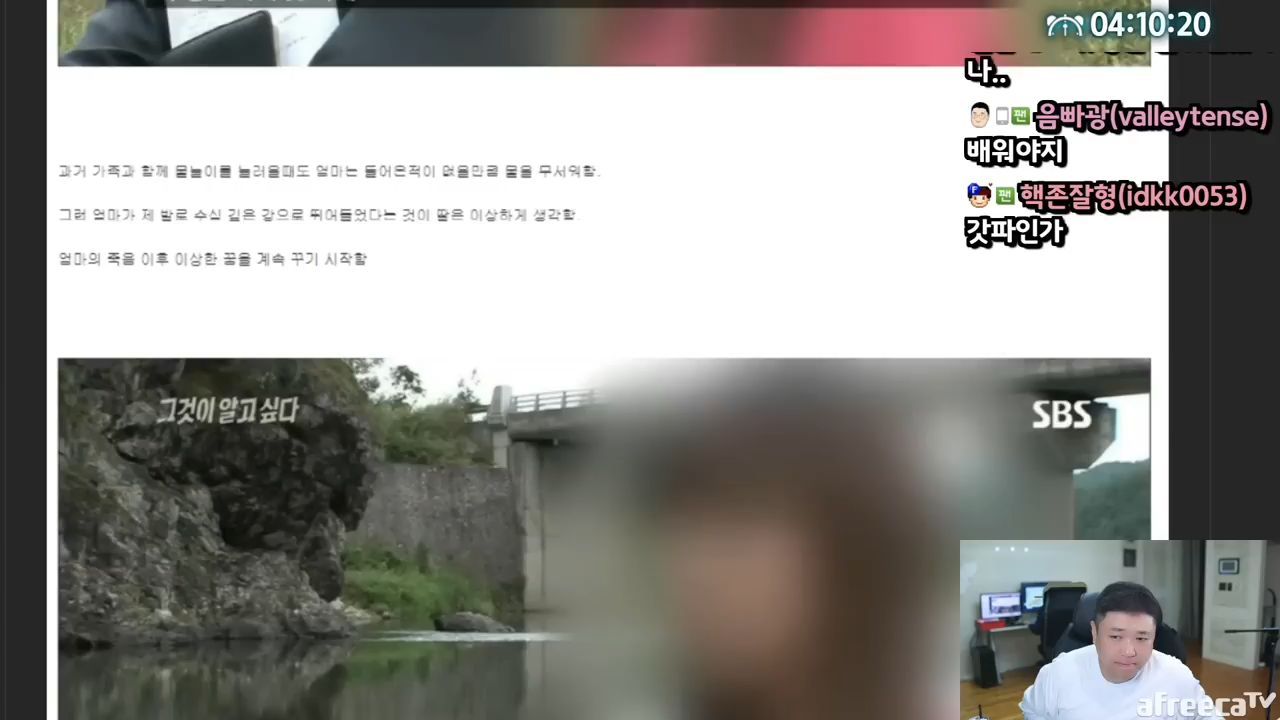 04:10:20
나..
음빠광(valleytense)
배워야지
핵존잘형(idkk0053)
갓파인가
과거 가족과 함께 물놀이를 놀러올때도 엄마는 들어온적이 없을만큼 물을 무서워함.
그런 엄마가 제 발로 수심 깊은 강으로 뛰어들었다는 것이 딸은 이상하게 생각함.
엄마의 죽음 이후 이상한 꿈을 계속 꾸기 시작함
그것이 알고 싶다
SBS
afreecaTV